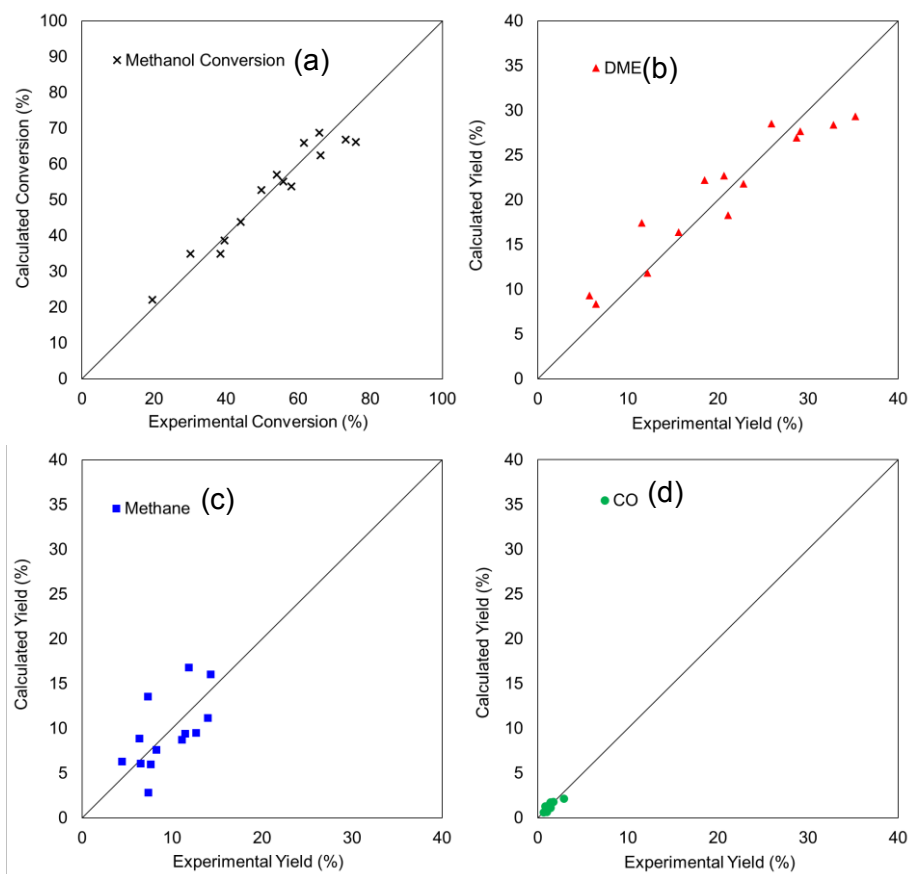 Methanol Conversion (a)
Calculated Conversion (%)
100
90
80
70
60
50
40
30
20
10
0
0 20 40 60 80 100
Experimental Conversion (%)
DME (b)
Calculated Yield (%)
40
35
30
25
20
15
10
5
0
0 10 20 30 40
Experimental Yield (%)
Methane (c)
Calculated Yield (%)
40
35
30
25
20
15
10
5
0
0 10 20 30 40
Experimental Yield (%)
CO (d)
Calculated Yield (%)
40
35
30
25
20
15
10
5
0
0 10 20 30 40
Experimental Yield (%)